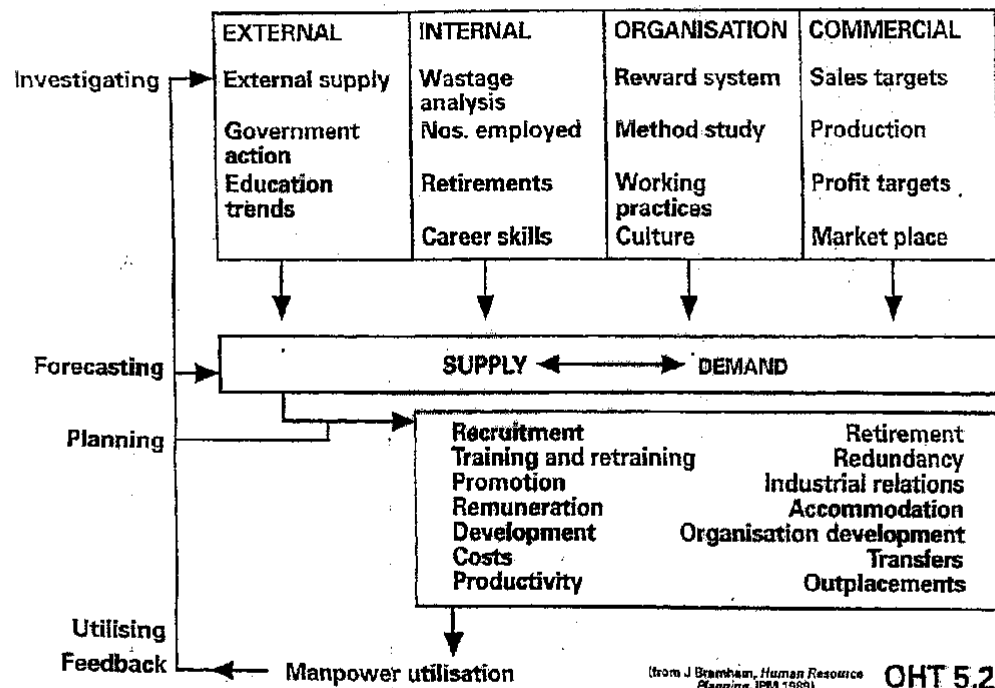 EXTERNAL
INTERNAL
ORGANISATION
COMMERCIAL
Investigating
External supply
Government
action
Education
trends
Wastage
analysis
Nos. employed
Retirements
Career skills
Reward system
Method study
Working
practices
Culture
Sales targets
Production
Profit targets
Market place
Forecasting
SUPPLY
DEMAND
Planning
Recruitment
Training and retraining
Promotion
Remuneration
Development
Costs
Productivity
Retirement
Redundancy
Industrial relations
Accommodation
Organisation development
Transfers
Outplacements
Utilising
Feedback
Manpower utilisation
(from J Bramham, Human Resource
Planning, IPM 1989)
OHT 5.2